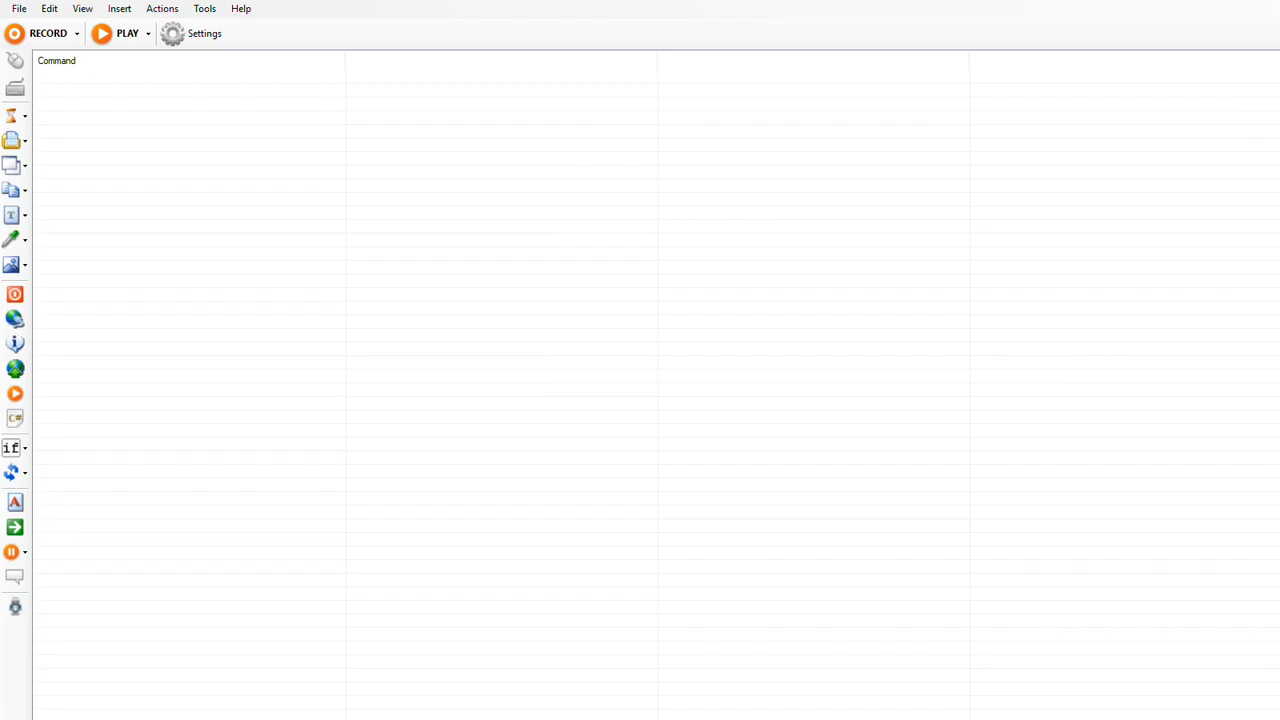 File Edit View Insert Actions Tools Help
RECORD PLAY Settings
Command
T
C#
if
A